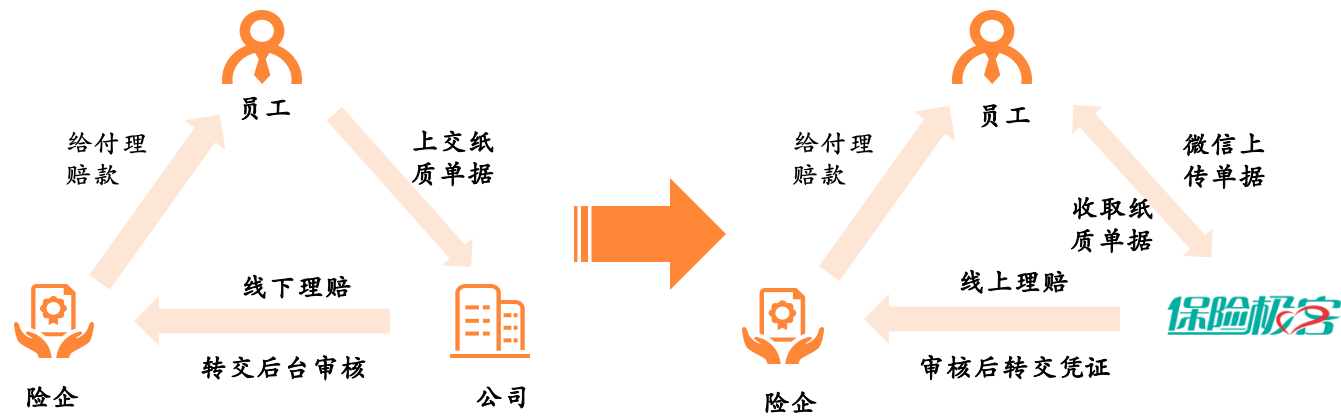 员工
给付理
赔款
上交纸
质单据
线下理赔
转交后台审核
险企
公司
员工
给付理
赔款
微信上
传单据
收取纸
质单据
线上理赔
保险极客
审核后转交凭证
险企